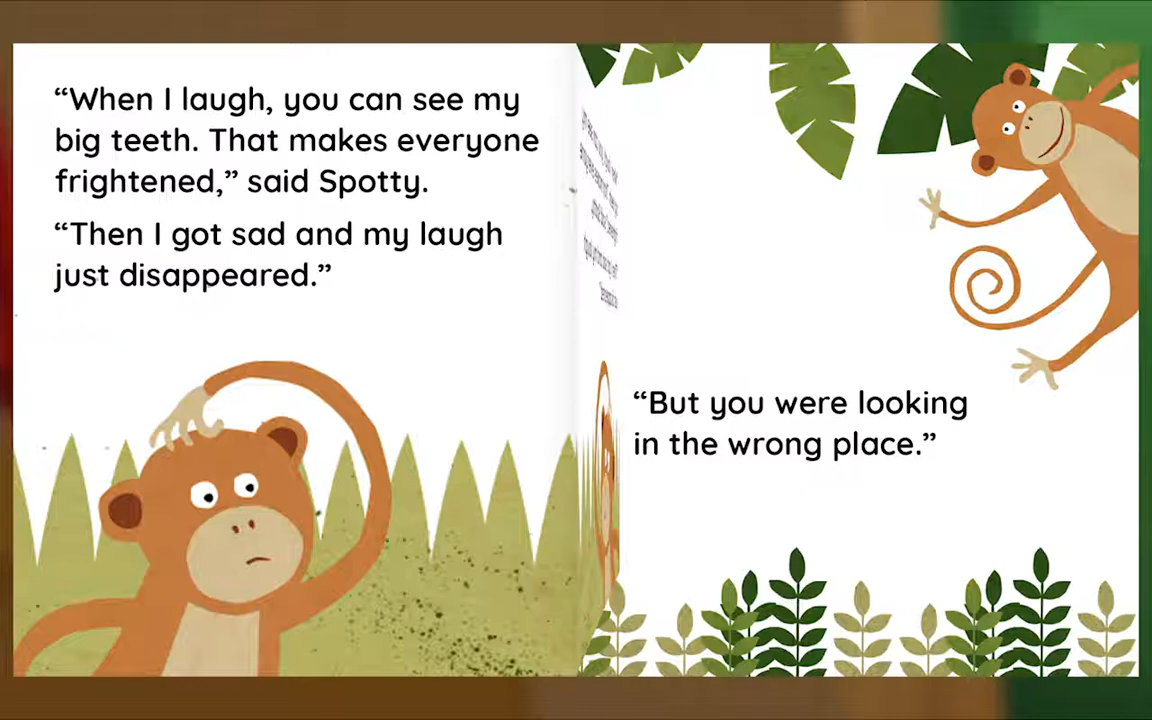 “When I laugh, you can see my
big teeth. That makes everyone
frightened,” said Spotty.
“Then I got sad and my laugh
just disappeared.”
“But you were looking
in the wrong place.”